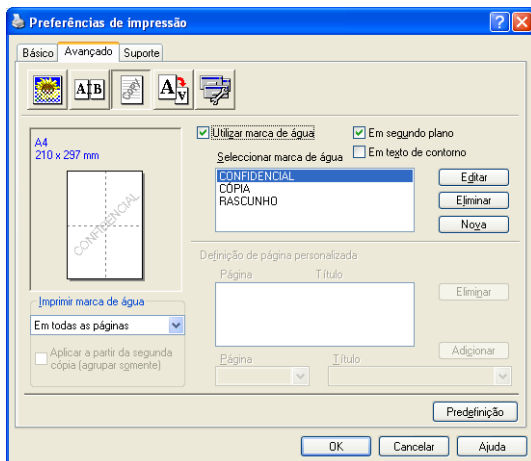 Preferências de impressão
Básico Avançado Suporte
A4
210 x 297 mm
CONFIDENCIAL
Imprimir marca de água
Em todas as páginas
Aplicar a partir da segunda
cópia (agrupar somente)
Utilizar marca de água
Em segundo plano
Em texto de contorno
Seleccionar marca de água
CONFIDENCIAL
CÓPIA
RASCUNHO
Editar
Eliminar
Nova
Definição de página personalizada
Página Título
Eliminar
Adicionar
Página Título
Predefinição
OK Cancelar Ajuda